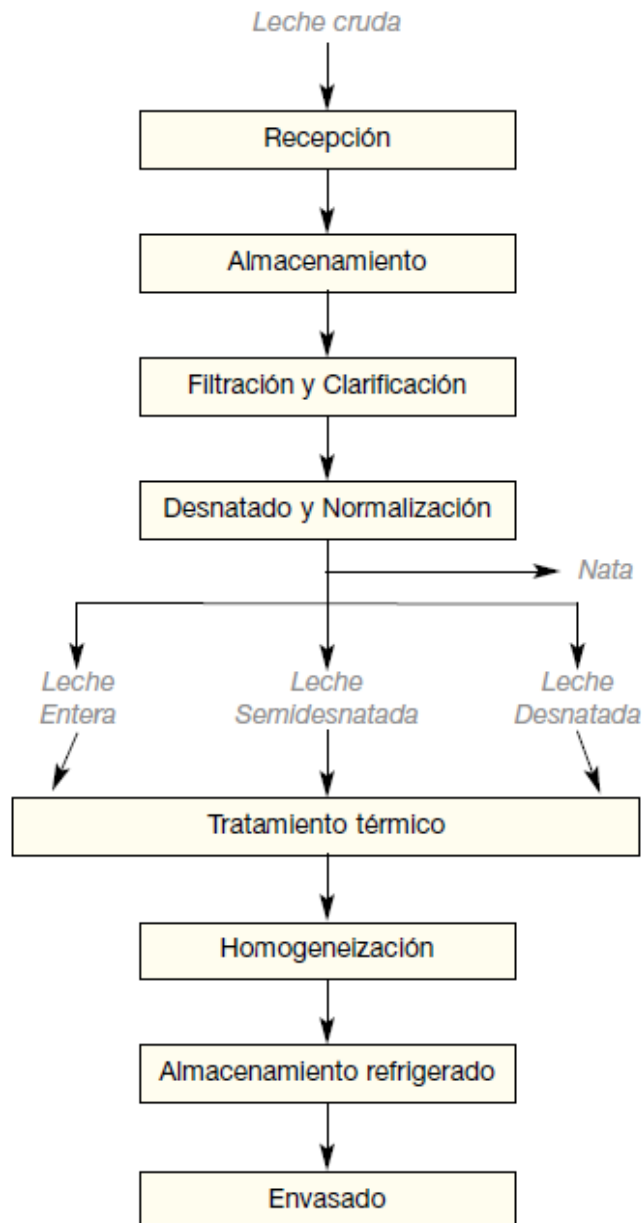 Leche cruda
Recepción
Almacenamiento
Filtración y Clarificación
Desnatado y Normalización
Nata
Leche
Entera
Leche
Semidesnatada
Leche
Desnatada
Tratamiento térmico
Homogeneización
Almacenamiento refrigerado
Envasado